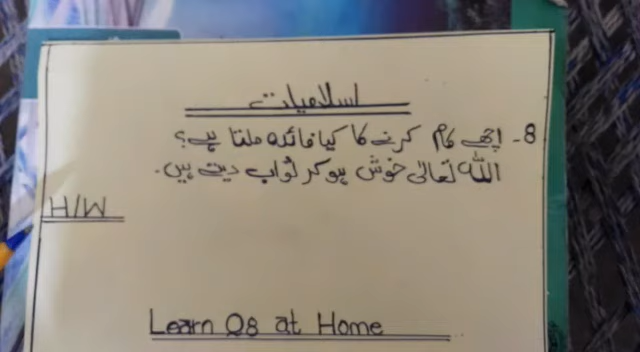 اسلامیات
8- اچھے کام کرنے کا کیا فائدہ ملتا ہے؟
اللہ تعالیٰ خوش ہو کر ثواب دیتے ہیں۔
H/W
Learn Q8 at Home